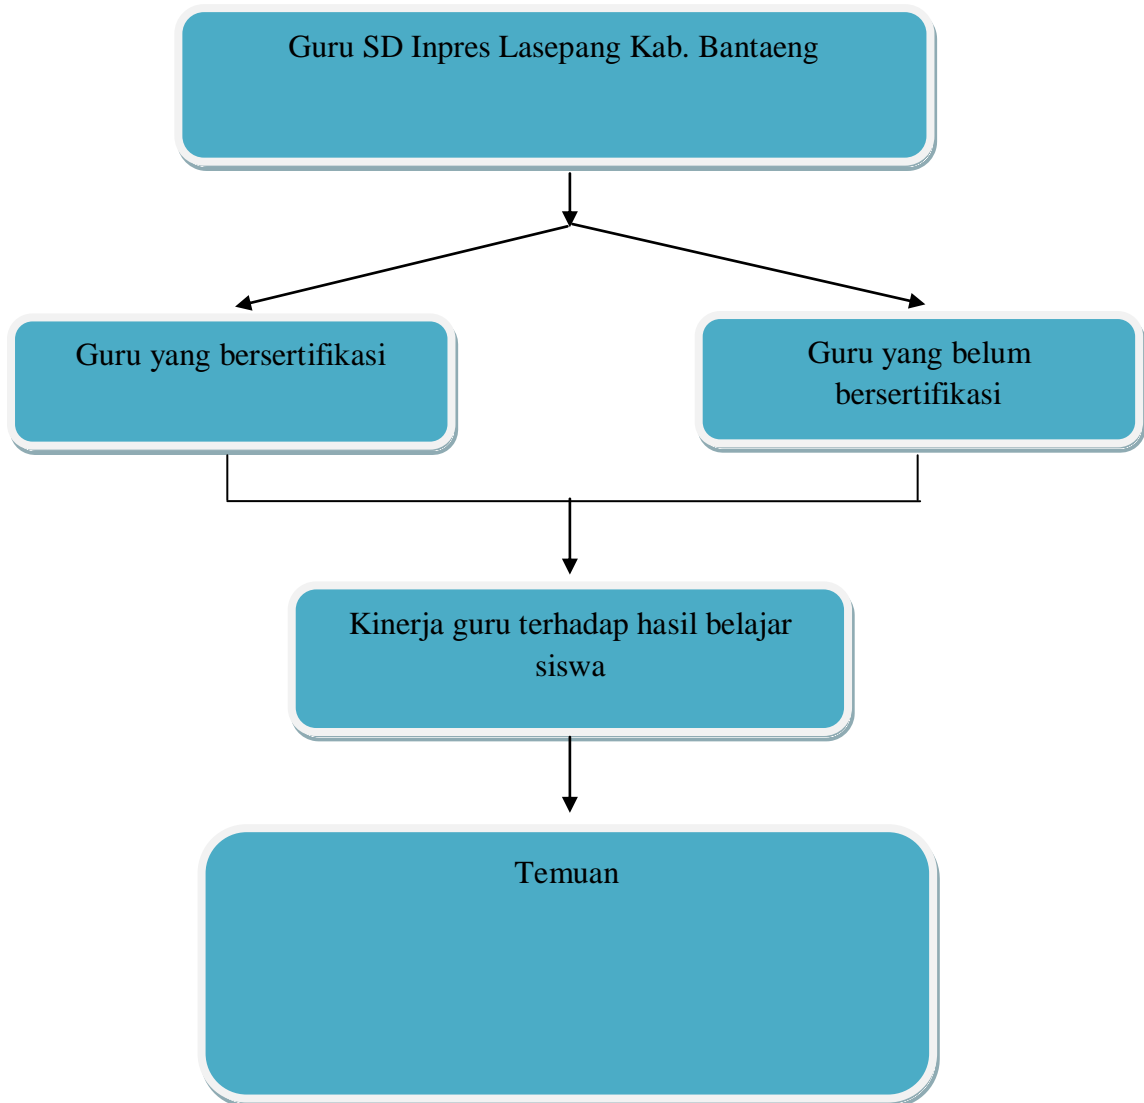 Guru SD Inpres Lasepang Kab. Bantaeng
Guru yang bersertifikasi
Guru yang belum
bersertifikasi
Kinerja guru terhadap hasil belajar
siswa
Temuan